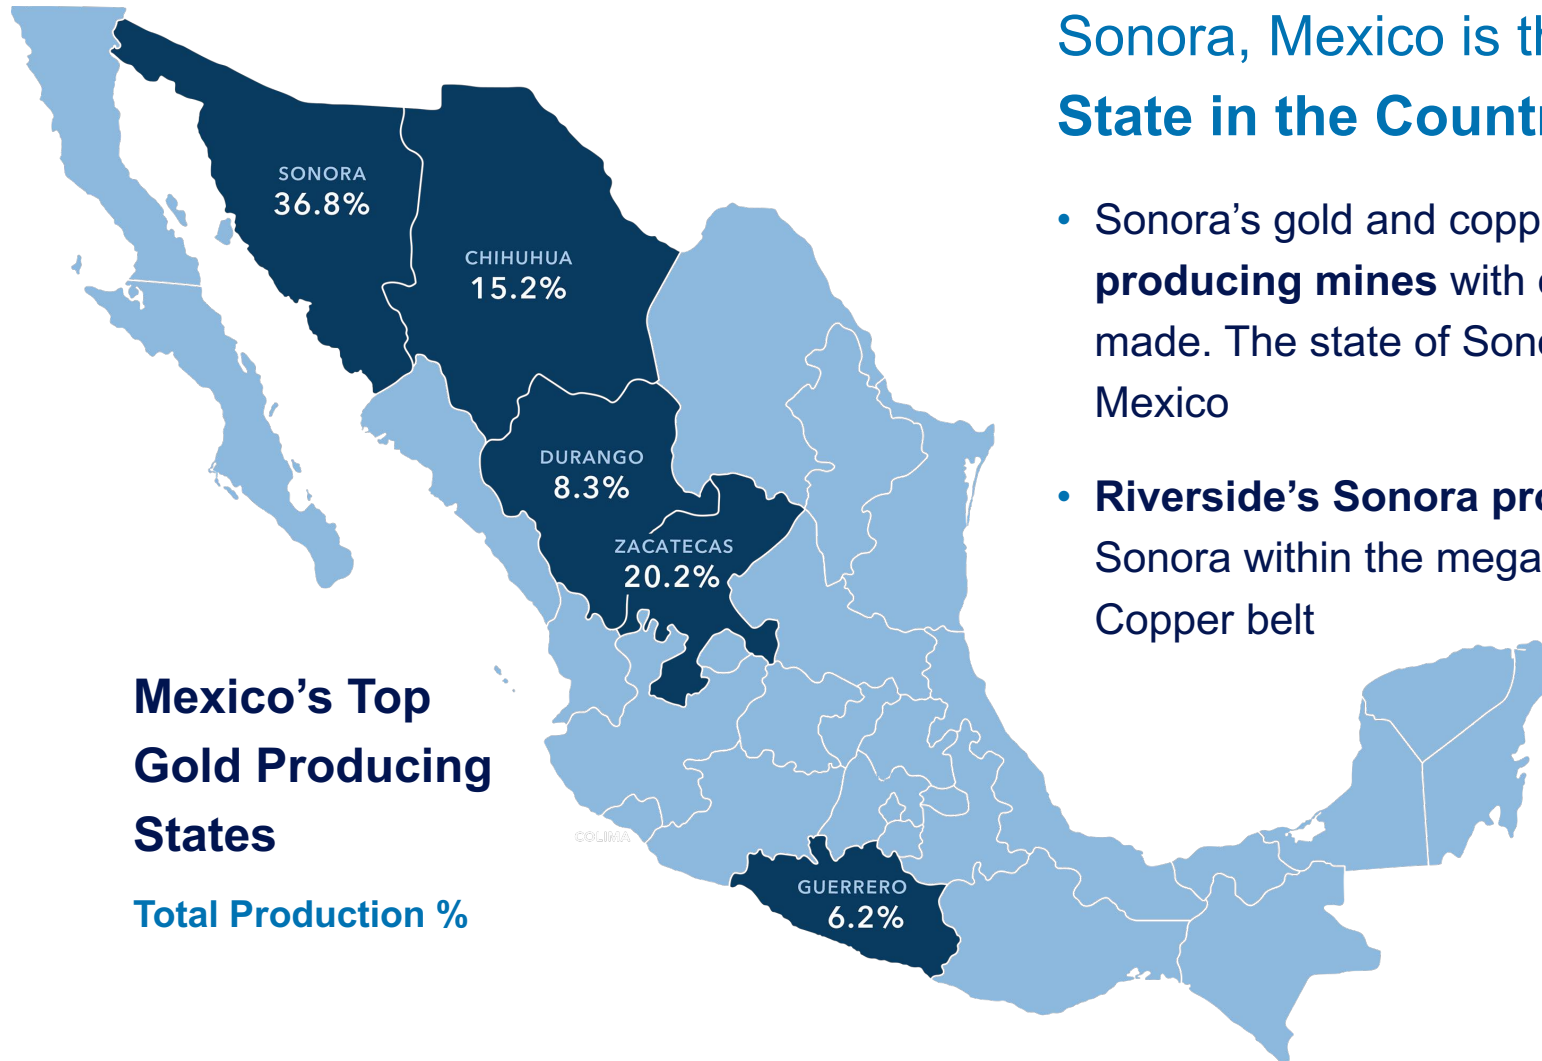 Sonora, Mexico is th
State in the Countr
• Sonora’s gold and copp
producing mines with
made. The state of Sono
Mexico
• Riverside’s Sonora pro
Sonora within the mega
Copper belt
SONORA
36.8%
CHIHUHUA
15.2%
DURANGO
8.3%
ZACATECAS
20.2%
Mexico’s Top
Gold Producing
States
Total Production %
COLIMA
GUERRERO
6.2%